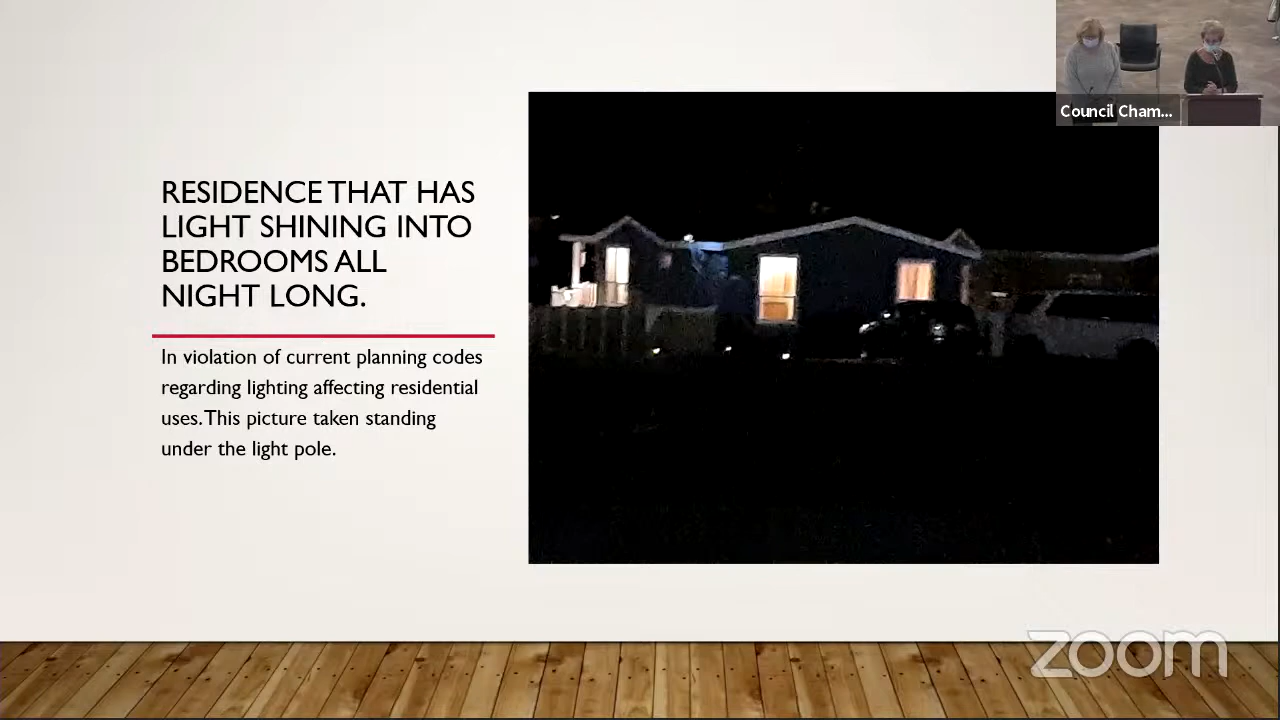 Council Cham...
RESIDENCE THAT HAS
LIGHT SHINING INTO
BEDROOMS ALL
NIGHT LONG.
In violation of current planning codes
regarding lighting affecting residential
uses. This picture taken standing
under the light pole.
zoom